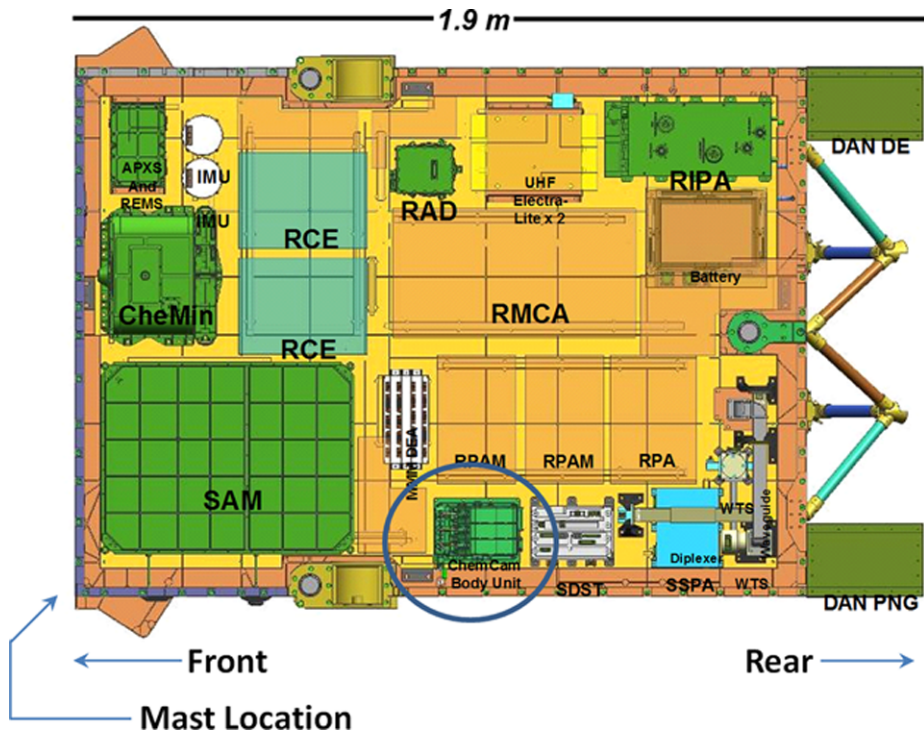 1.9 m
DAN DE
APXS
And
REMS
IMU
IMU
RCE
RAD
UHF
Electra-
Lite x 2
RIPA
Battery
CheMin
RCE
RMCA
SAM
MMM DEA
RPAM
RPAM
RPA
WTS
Waveguide
ChemCam
Body Unit
SDST
Diplexer
SSPA
WTS
DAN PNG
Front
Rear
Mast Location